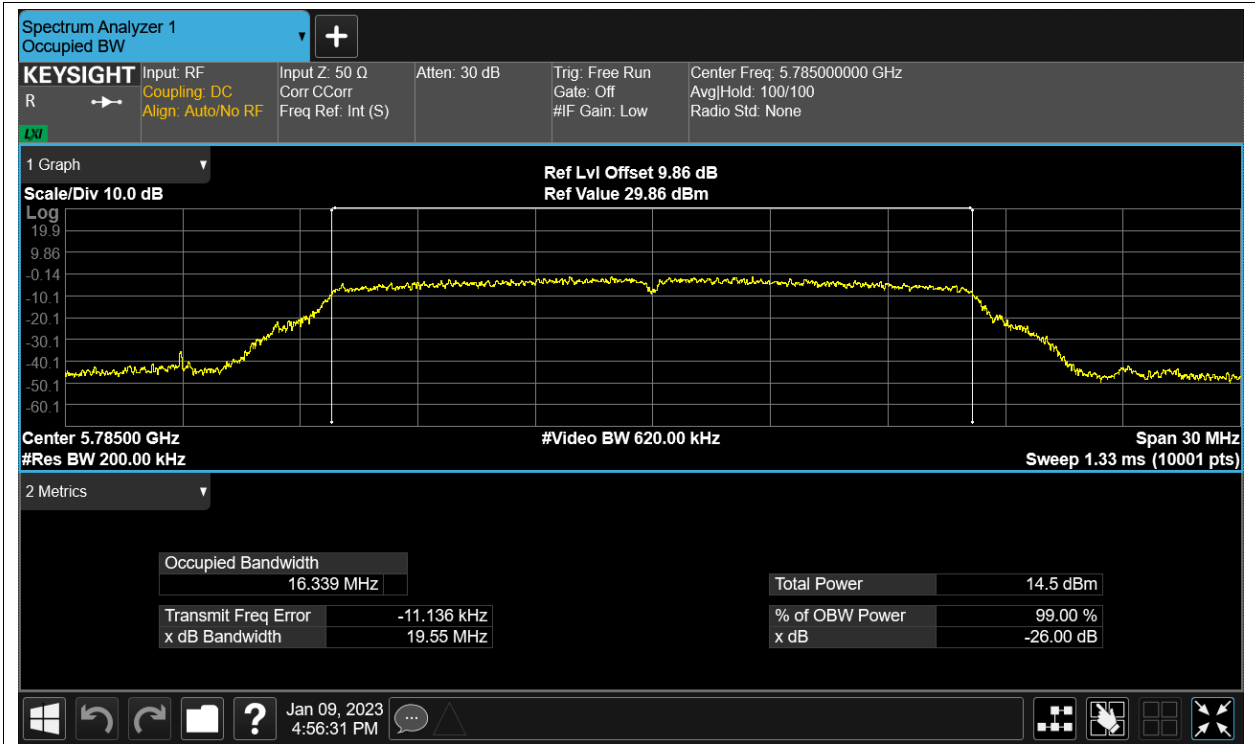 Spectrum Analyzer 1
Occupied BW
▼
+
KEYSIGHT
R
LXI
Input: RF
Coupling: DC
Align: Auto/No RF
Input Z: 50 Ω
Corr CCorr
Freq Ref: Int (S)
Atten: 30 dB
Trig: Free Run
Gate: Off
#IF Gain: Low
Center Freq: 5.785000000 GHz
Avg|Hold: 100/100
Radio Std: None
1 Graph ▼
Ref Lvl Offset 9.86 dB
Scale/Div 10.0 dB Ref Value 29.86 dBm
Log
19.9
9.86
-0.14
-10.1
-20.1
-30.1
-40.1
-50.1
-60.1
Center 5.78500 GHz #Video BW 620.00 kHz Span 30 MHz
#Res BW 200.00 kHz Sweep 1.33 ms (10001 pts)
2 Metrics ▼
Occupied Bandwidth
16.339 MHz
Transmit Freq Error -11.136 kHz
x dB Bandwidth 19.55 MHz
Total Power 14.5 dBm
% of OBW Power 99.00 %
x dB -26.00 dB
?
Jan 09, 2023
4:56:31 PM